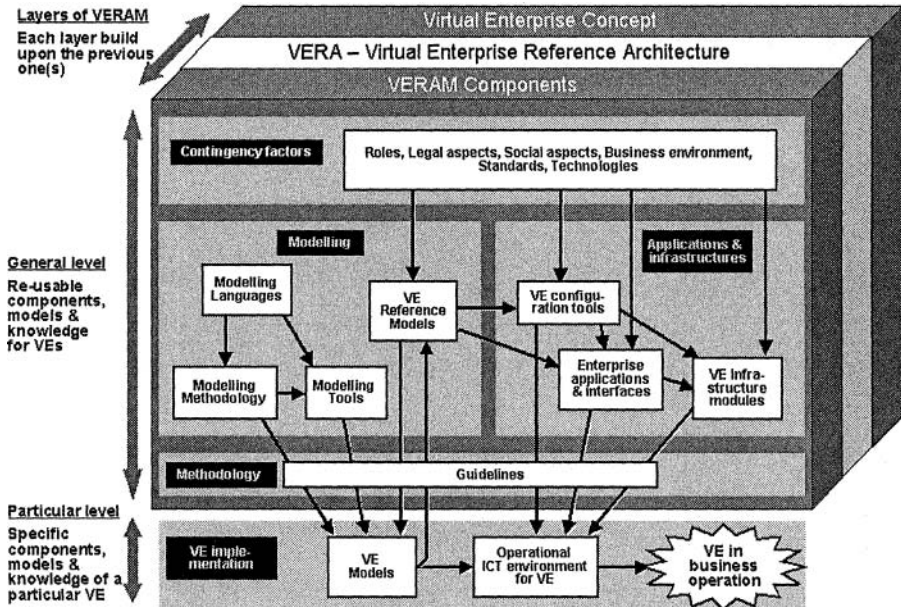 Layers of VERAM
Each layer build
upon the previous
one(s)
Virtual Enterprise Concept
VERA – Virtual Enterprise Reference Architecture
VERAM Components
Contingency factors
Roles, Legal aspects, Social aspects, Business environment,
Standards, Technologies
General level
Re-usable
components,
models &
knowledge
for VEs
Modelling
Modelling
Languages
VE
Reference
Models
Modelling
Methodology
Modelling
Tools
Applications &
infrastructures
VE configu-
ration tools
Enterprise
applications
& interfaces
VE Infra-
structure
modules
Methodology
Guidelines
Particular level
Specific
components,
models &
knowledge of a
particular VE
VE imple-
mentation
VE
Models
Operational
ICT environment
for VE
VE in
business
operation